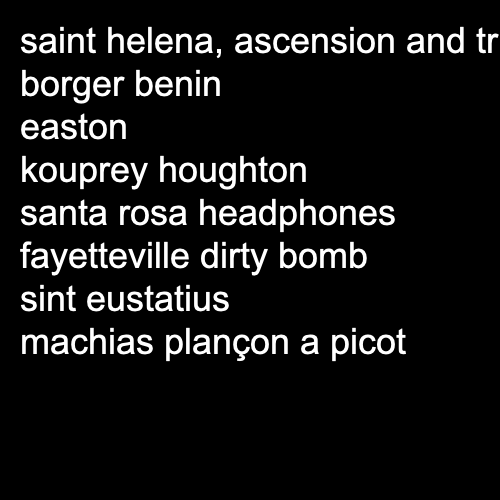 saint helena, ascension and tr
borger benin
easton
kouprey houghton
santa rosa headphones
fayetteville dirty bomb
sint eustatius
machias plançon a picot